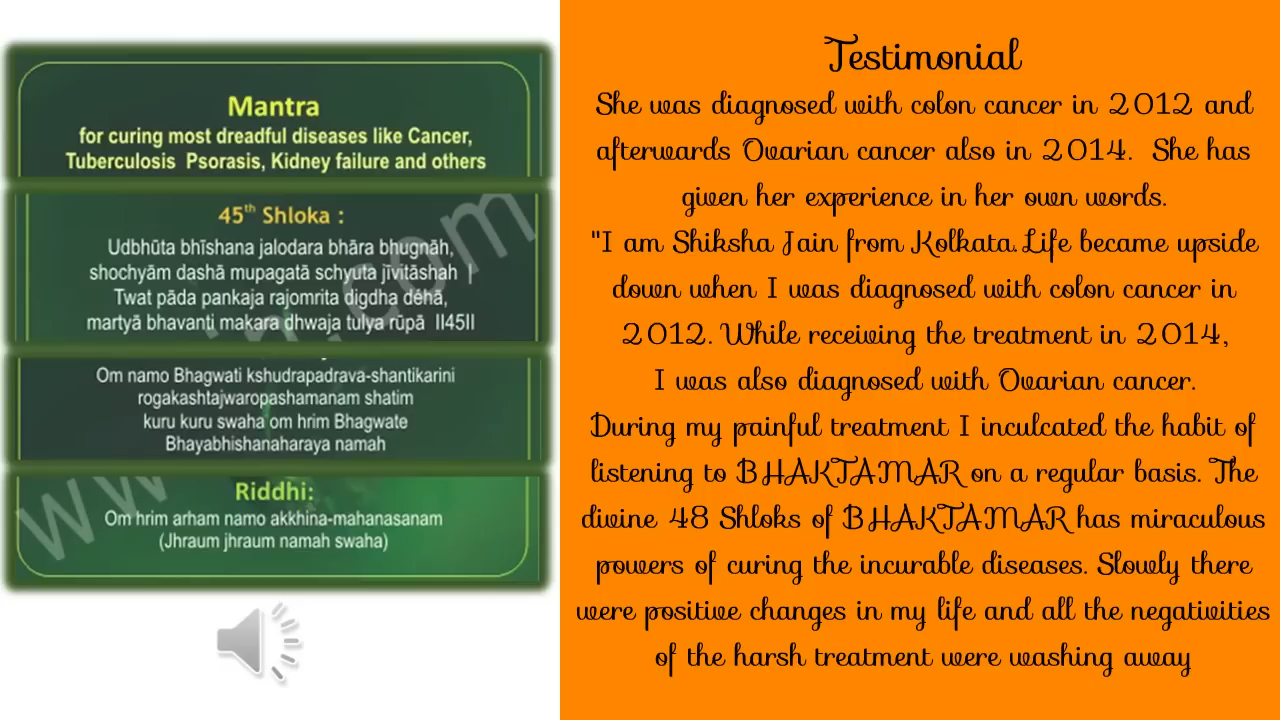 Mantra
for curing most dreadful diseases like Cancer,
Tuberculosis Psorasis, Kidney failure and others
45th Shloka :
Udbhūta bhīshana jalodara bhāra bhugnāh,
shochyām dashā mupagatā schyuta jīvitāshah |
Twat pāda pankaja rajomrita digdha déhā,
martyā bhavanti makara dhwaja tulya rūpā II45II
Om namo Bhagwati kshudrapadrava-shantikarini
rogakashtajwaropashamanam shatim
kuru kuru swaha om hrim Bhagwate
Bhayabhishanaharaya namah
Riddhi:
Om hrim arham namo akkhina-mahanasanam
(Jhraum jhraum namah swaha)
Testimonial
She was diagnosed with colon cancer in 2012 and
afterwards Ovarian cancer also in 2014. She has
given her experience in her own words.
"I am Shiksha Jain from Kolkata. Life became upside
down when I was diagnosed with colon cancer in
2012. While receiving the treatment in 2014,
I was also diagnosed with Ovarian cancer.
During my painful treatment I inculcated the habit of
listening to BHAKTAMAR on a regular basis. The
divine 48 Shloks of BHAKTAMAR has miraculous
powers of curing the incurable diseases. Slowly there
were positive changes in my life and all the negativities
of the harsh treatment were washing away